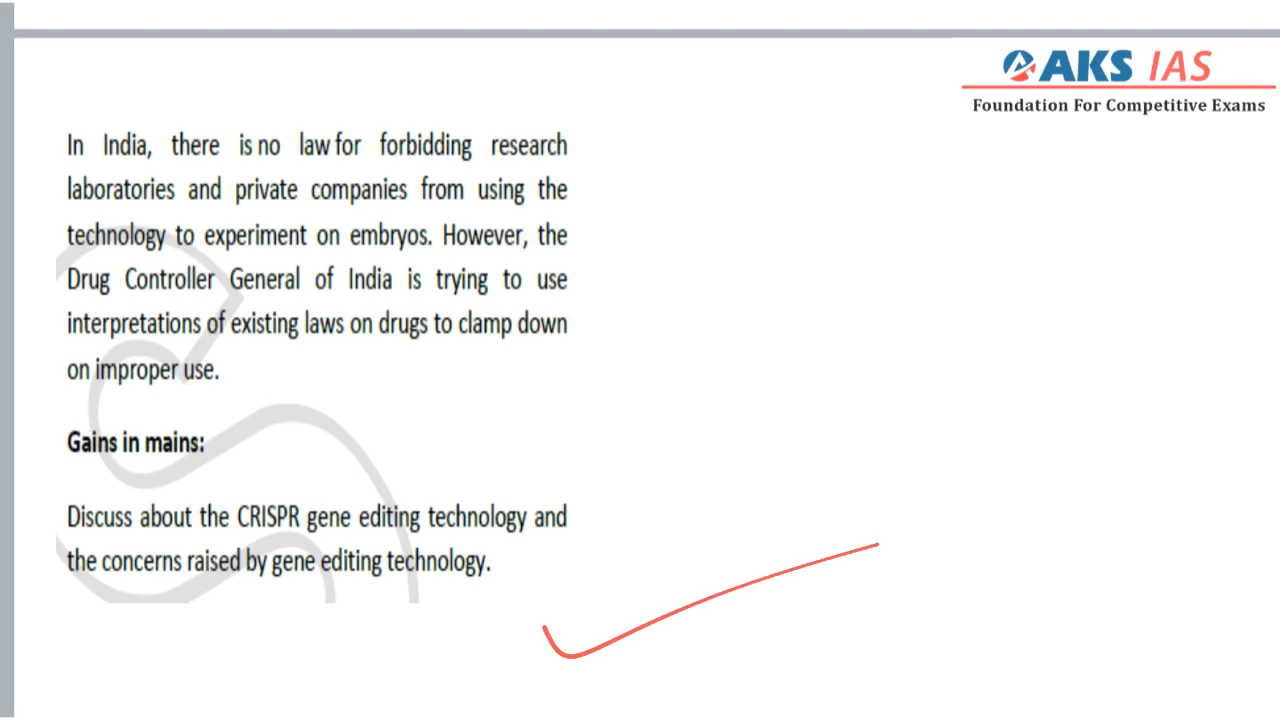 AKS IAS
Foundation For Competitive Exams
In India, there is no law for forbidding research
laboratories and private companies from using the
technology to experiment on embryos. However, the
Drug Controller General of India is trying to use
interpretations of existing laws on drugs to clamp down
on improper use.
Gains in mains:
Discuss about the CRISPR gene editing technology and
the concerns raised by gene editing technology.